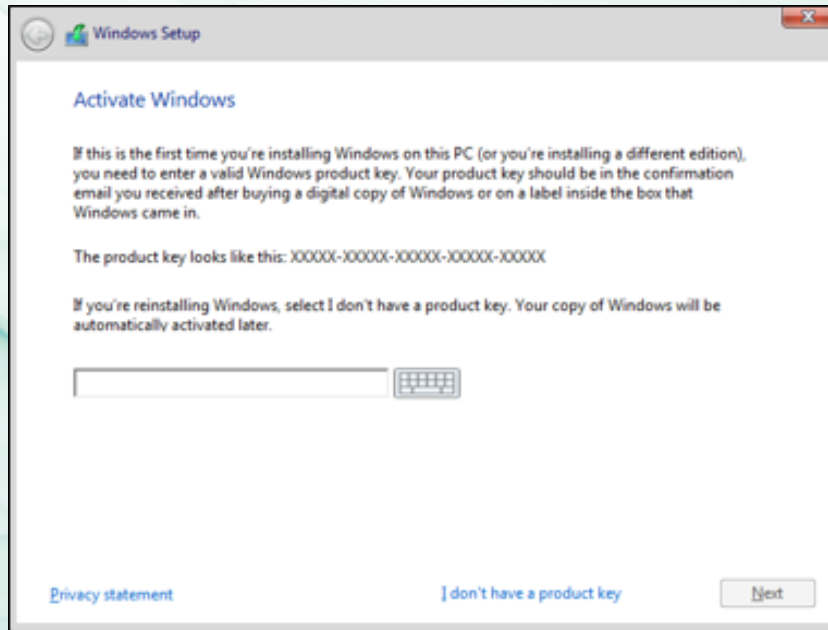 Windows Setup
Activate Windows
If this is the first time you're installing Windows on this PC (or you're installing a different edition),
you need to enter a valid Windows product key. Your product key should be in the confirmation
email you received after buying a digital copy of Windows or on a label inside the box that
Windows came in.
The product key looks like this: XXXXX-XXXXX-XXXXX-XXXXX-XXXXX
If you're reinstalling Windows, select I don't have a product key. Your copy of Windows will be
automatically activated later.
Privacy statement
I don't have a product key
Next